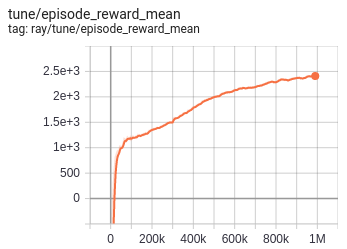 tune/episode_reward_mean
tag: ray/tune/episode_reward_mean
2.5e+3
2e+3
1.5e+3
1e+3
500
0
0 200k 400k 600k 800k 1M